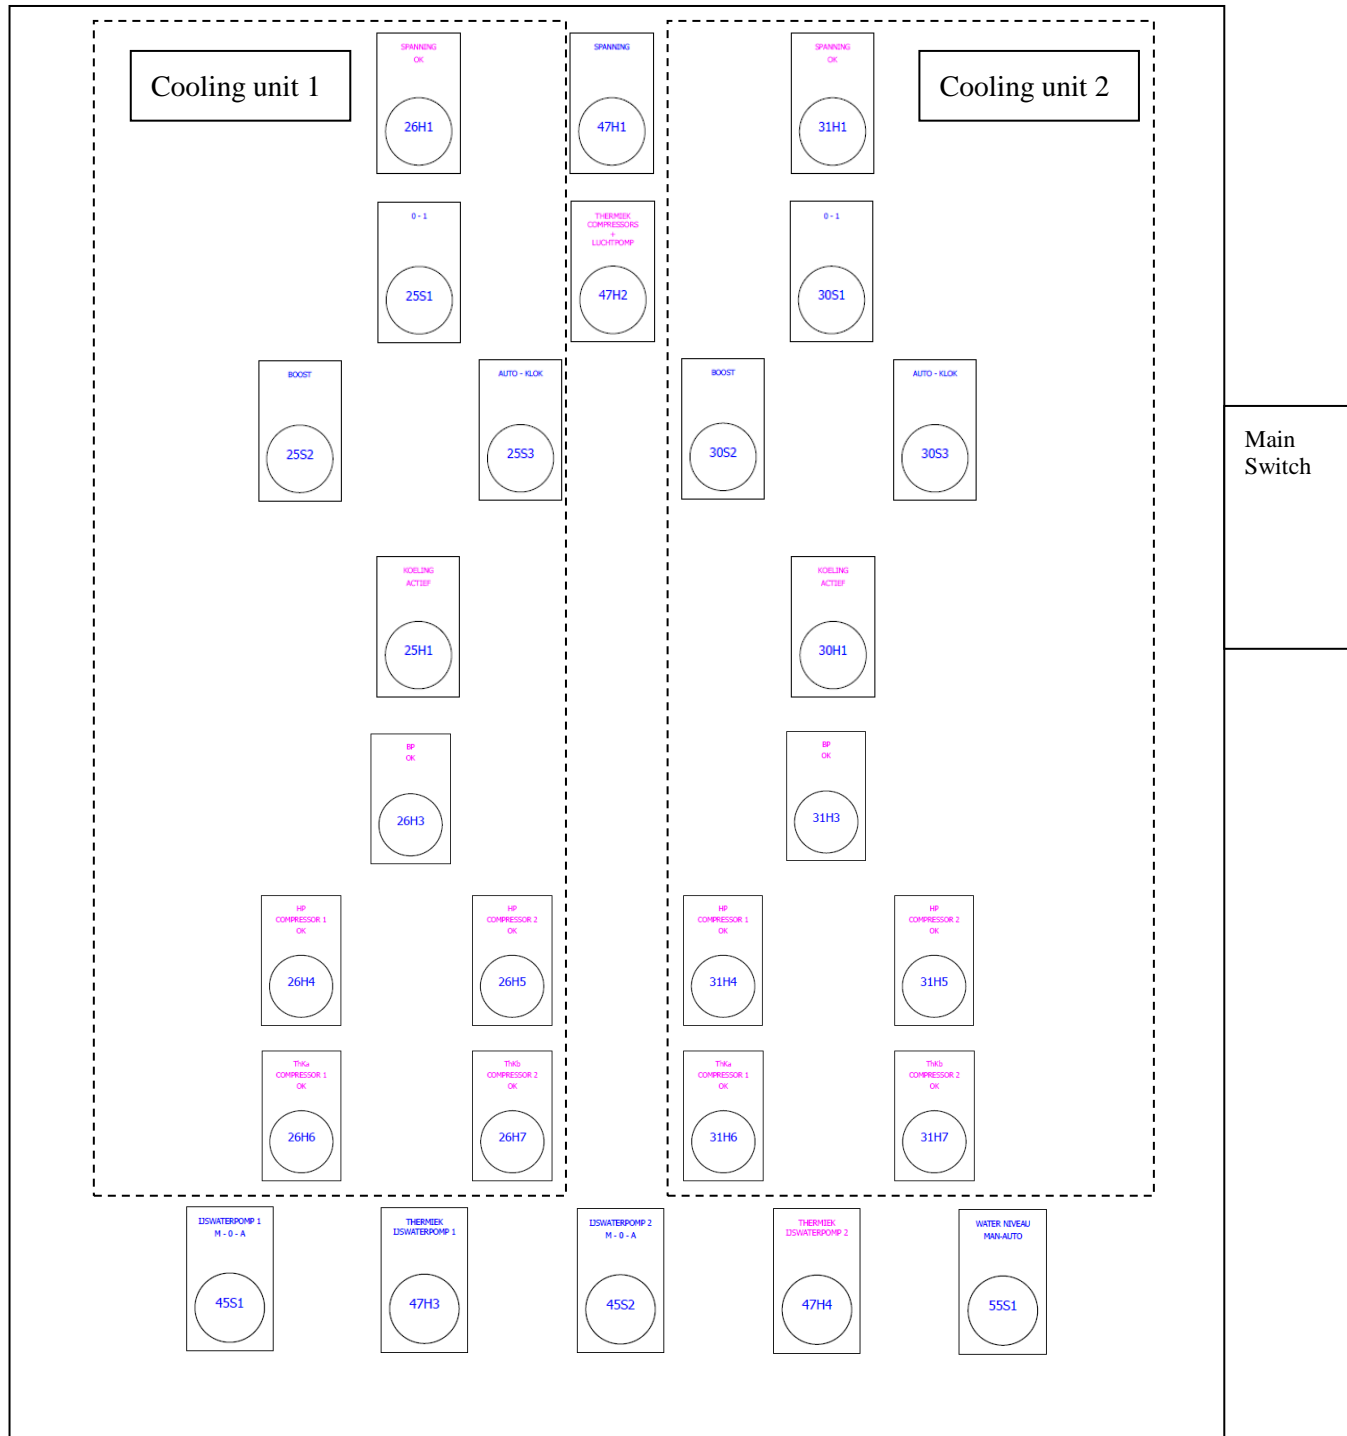 Cooling unit 1
SPANNING
OK
26H1
SPANNING
47H1
SPANNING
OK
31H1
Cooling unit 2
0 - 1
25S1
THERMIEK
COMPRESSORS
+
LUCHTPOMP
47H2
0 - 1
30S1
BOOST
25S2
AUTO - KLOK
25S3
BOOST
30S2
AUTO - KLOK
30S3
Main
Switch
KOELING
ACTIEF
25H1
KOELING
ACTIEF
30H1
BP
OK
26H3
BP
OK
31H3
HP
COMPRESSOR 1
OK
26H4
HP
COMPRESSOR 2
OK
26H5
HP
COMPRESSOR 1
OK
31H4
HP
COMPRESSOR 2
OK
31H5
ThKa
COMPRESSOR 1
OK
26H6
ThKb
COMPRESSOR 2
OK
26H7
ThKa
COMPRESSOR 1
OK
31H6
ThKb
COMPRESSOR 2
OK
31H7
IJSWATERPOMP 1
M - 0 - A
45S1
THERMIEK
IJSWATERPOMP 1
47H3
IJSWATERPOMP 2
M - 0 - A
45S2
THERMIEK
IJSWATERPOMP 2
47H4
WATER NIVEAU
MAN-AUTO
55S1